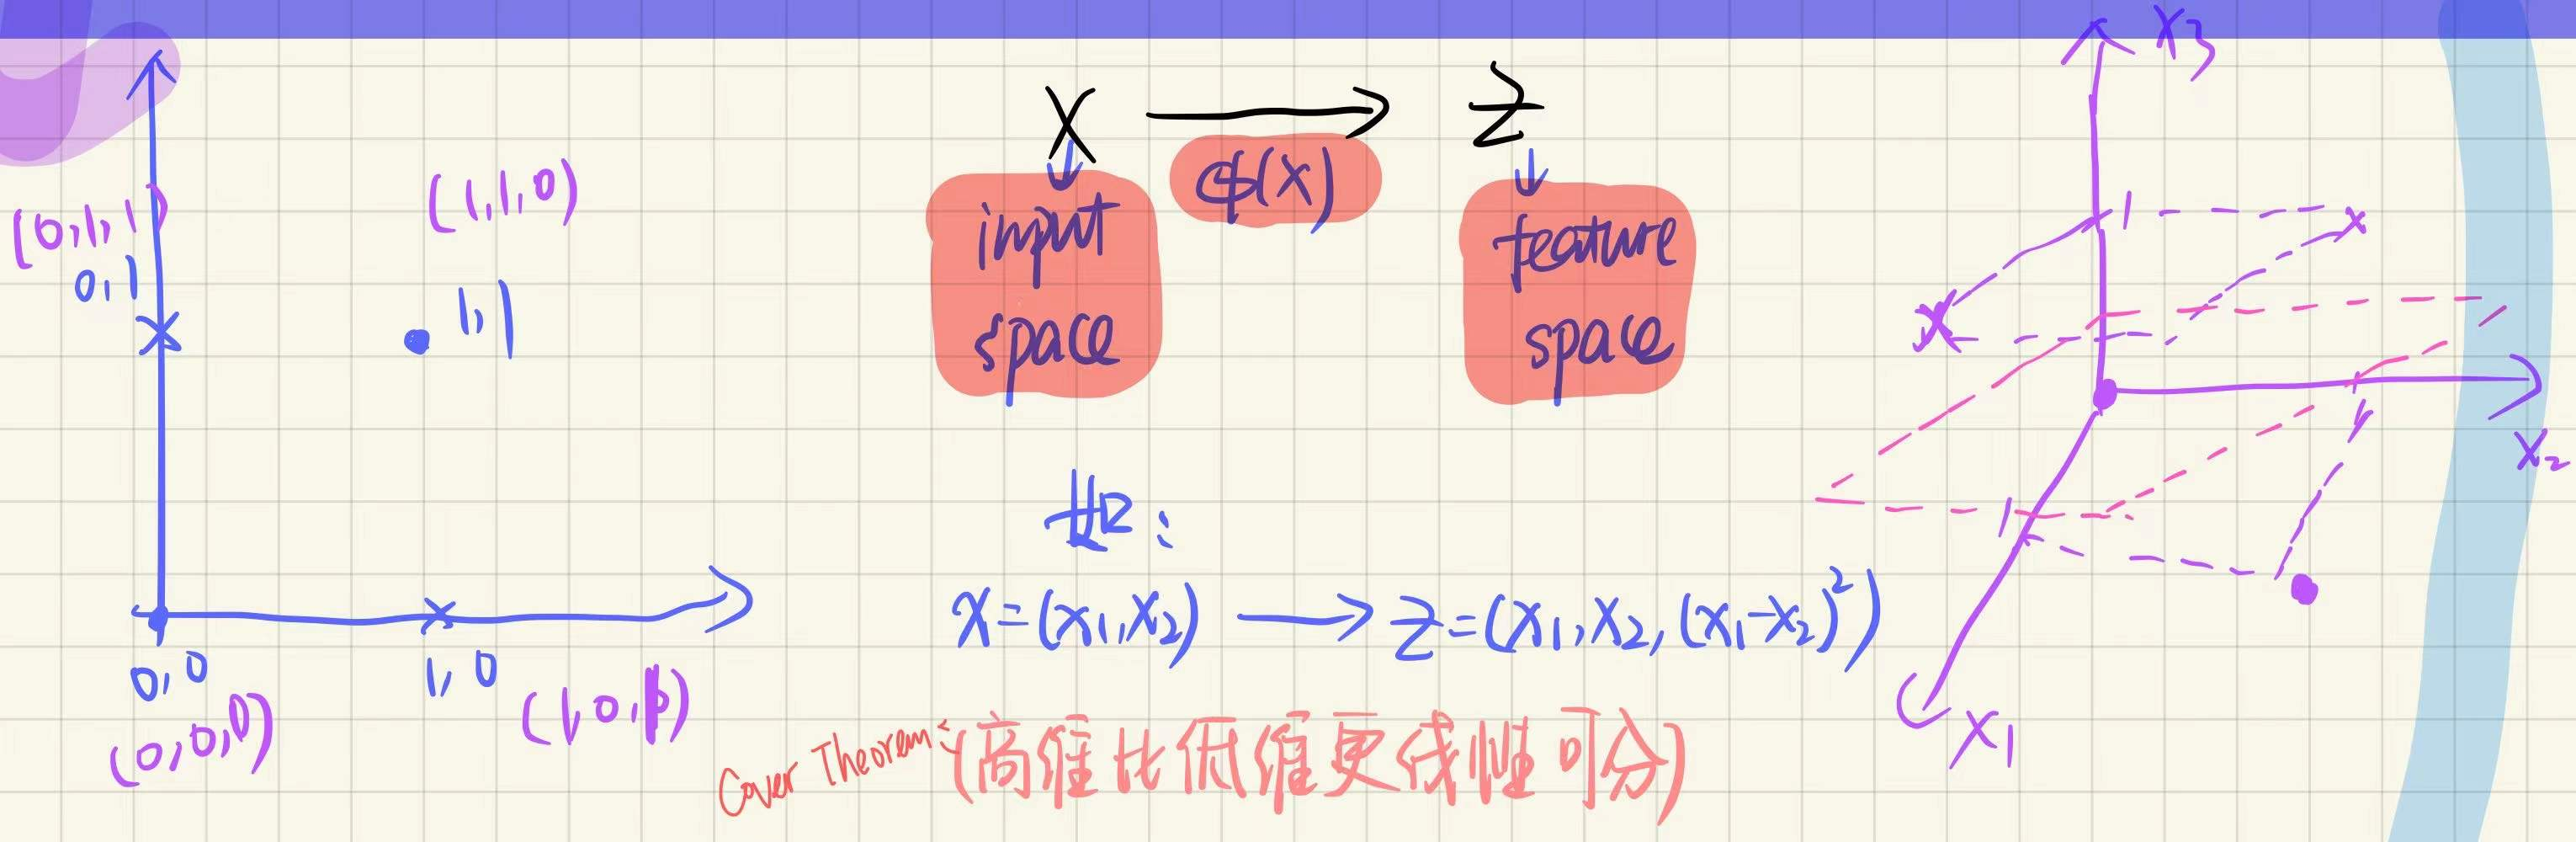 (0,1,1)
0,1
(1,1,0)
1,1
0,0
(0,0,0)
1,0
(1,0,1)
X → Z
ϕ(X)
input
space
feature
space
比如:
X=(x1,x2) → Z=(x1,x2,(x1-x2)²)
Cover Theorem:(高维比低维更线性可分)
X3
1
X2
1
1
X1